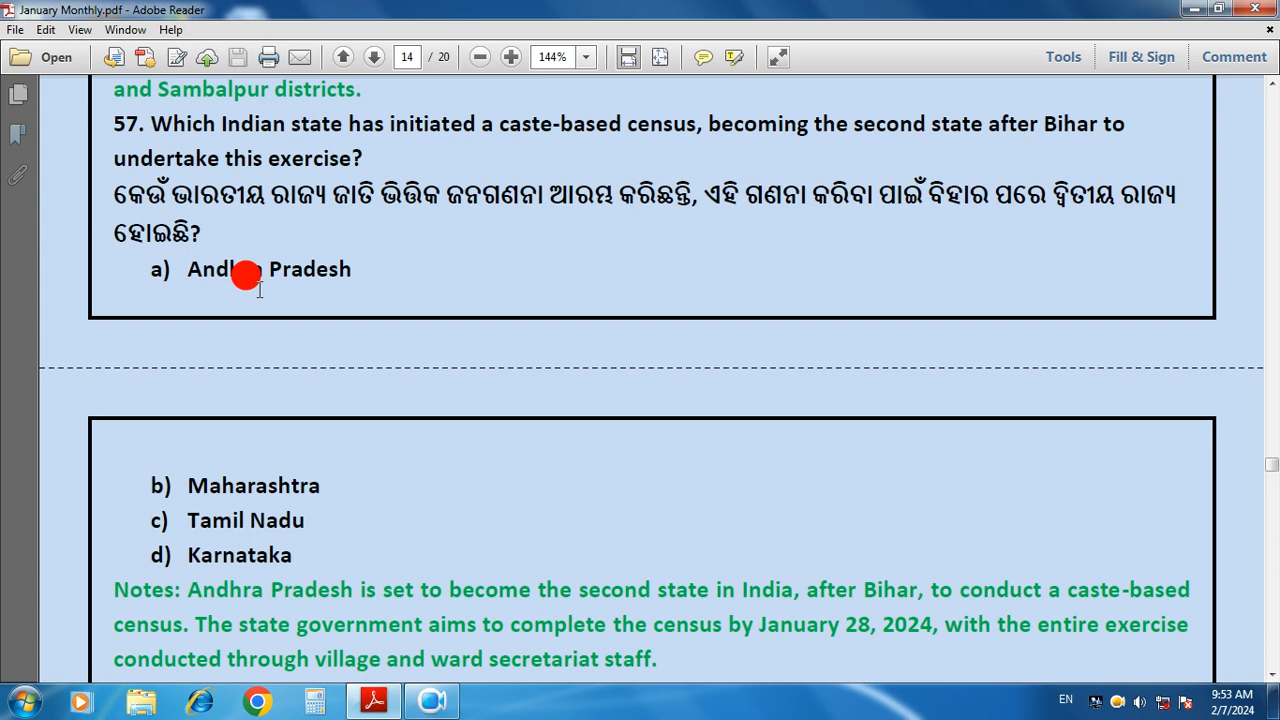 January Monthly.pdf - Adobe Reader
File Edit View Window Help
Open 14 / 20 144% Tools Fill & Sign Comment
and Sambalpur districts.
57. Which Indian state has initiated a caste-based census, becoming the second state after Bihar to
undertake this exercise?
କେଉଁ ଭାରତୀୟ ରାଜ୍ୟ ଜାତି ଭିତ୍ତିକ ଜନଗଣନା ଆରମ୍ଭ କରିଛନ୍ତି, ଏହି ଗଣନା କରିବା ପାଇଁ ବିହାର ପରେ ଦ୍ୱିତୀୟ ରାଜ୍ୟ
ହୋଇଛି?
a) Andhra Pradesh
b) Maharashtra
c) Tamil Nadu
d) Karnataka
Notes: Andhra Pradesh is set to become the second state in India, after Bihar, to conduct a caste-based
census. The state government aims to complete the census by January 28, 2024, with the entire exercise
conducted through village and ward secretariat staff.
EN 9:53 AM
2/7/2024